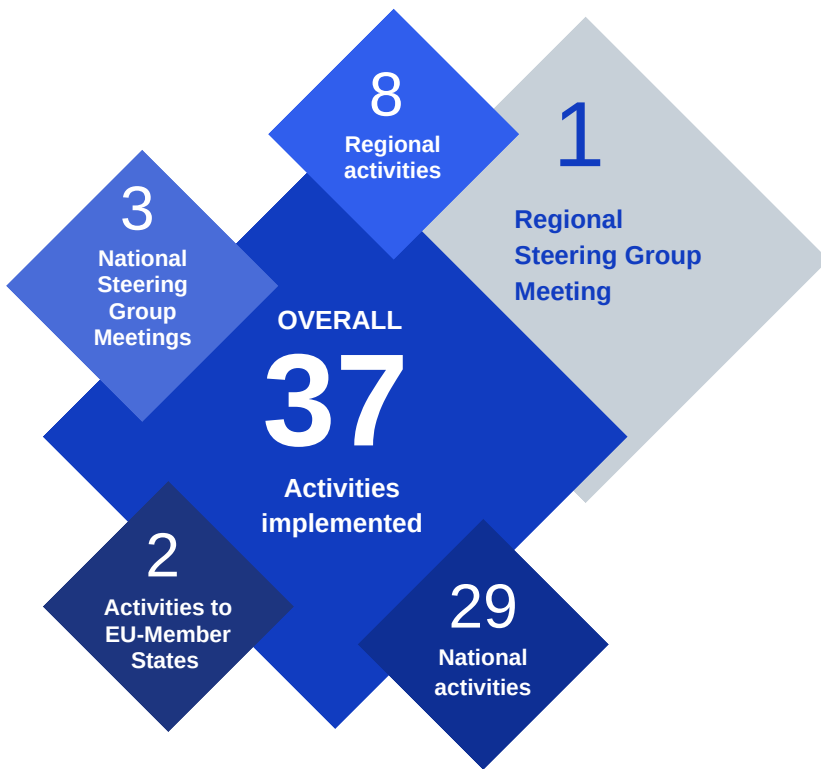 8
Regional
activities
1
Regional
Steering Group
Meeting
3
National
Steering
Group
Meetings
OVERALL
37
Activities
implemented
2
Activities to
EU-Member
States
29
National
activities